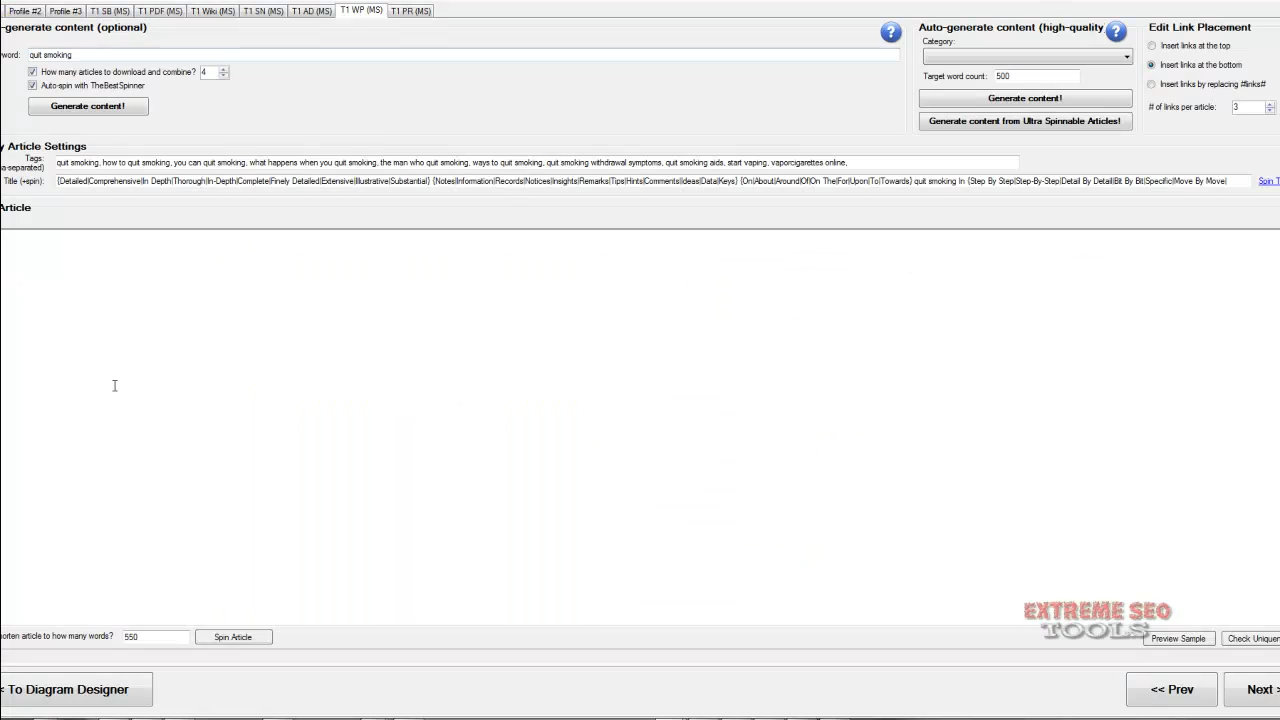 Profile #2 Profile #3 T1 SB (MS) T1 PDF (MS) T1 Wiki (MS) T1 SN (MS) T1 AD (MS) T1 WP (MS) T1 PR (MS)
-generate content (optional)
word: quit smoking
How many articles to download and combine? 4
Auto-spin with TheBestSpinner
Generate content!
Auto-generate content (high-quality
Category:
Target word count: 500
Generate content!
Generate content from Ultra Spinnable Articles!
Edit Link Placement
Insert links at the top
Insert links at the bottom
Insert links by replacing #links#
# of links per article: 3
y Article Settings
Tags: quit smoking, how to quit smoking, you can quit smoking, what happens when you quit smoking, the man who quit smoking, ways to quit smoking, quit smoking withdrawal symptoms, quit smoking aids, start vaping, vaporcigarettes online,
a-separated)
Title (+spin): {Detailed|Comprehensive|In Depth|Thorough|In-Depth|Complete|Finely Detailed|Extensive|Illustrative|Substantial} {Notes|Information|Records|Notices|Insights|Remarks|Tips|Hints|Comments|Ideas|Data|Keys} {On|About|Around|Of|On The|For|Upon|To|Towards} quit smoking In {Step By Step|Step-By-Step|Detail By Detail|Bit By Bit|Specific|Move By Move| Spin T
Article
orten article to how many words? 550 Spin Article
EXTREME SEO
TOOLS
Preview Sample Check Uniquen
< To Diagram Designer << Prev Next >